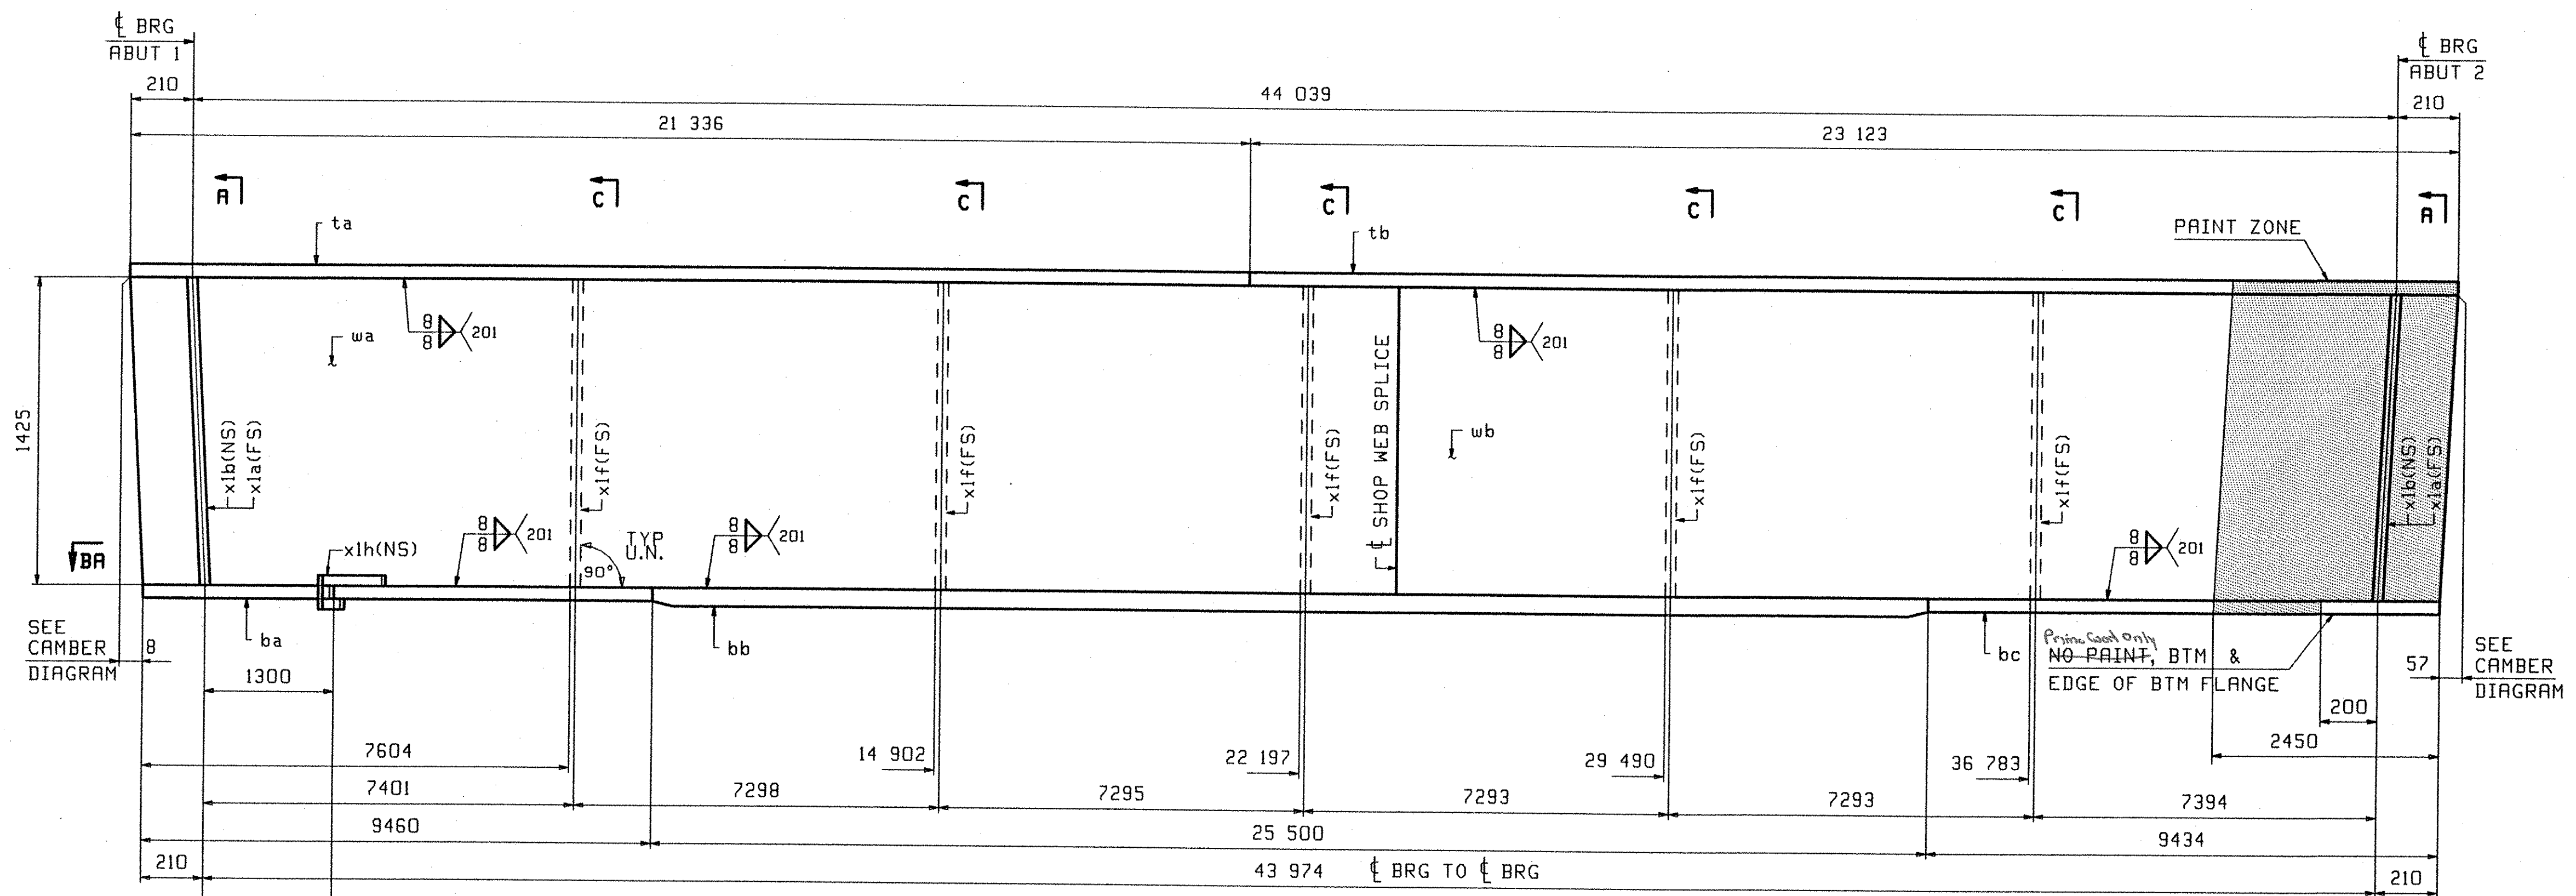 ℄ BRG
ABUT 1
℄ BRG
ABUT 2
210
44 039
210
21 336
23 123
A
C
C
C
C
C
A
ta
tb
PAINT ZONE
8
8
201
8
8
201
wa
wb
1425
x1b(NS)
x1a(FS)
x1f(FS)
x1f(FS)
x1f(FS)
℄ SHOP WEB SPLICE
x1f(FS)
x1f(FS)
x1b(NS)
x1a(FS)
BA
x1h(NS)
8
8
201
TYP
U.N.
90°
8
8
201
8
8
201
SEE
CAMBER
DIAGRAM
8
ba
bb
bc
Prime Coat Only
NO PAINT, BTM &
EDGE OF BTM FLANGE
57
SEE
CAMBER
DIAGRAM
1300
200
7604
14 902
22 197
29 490
36 783
2450
7401
7298
7295
7293
7293
7394
9460
25 500
9434
210
43 974 ℄ BRG TO ℄ BRG
210